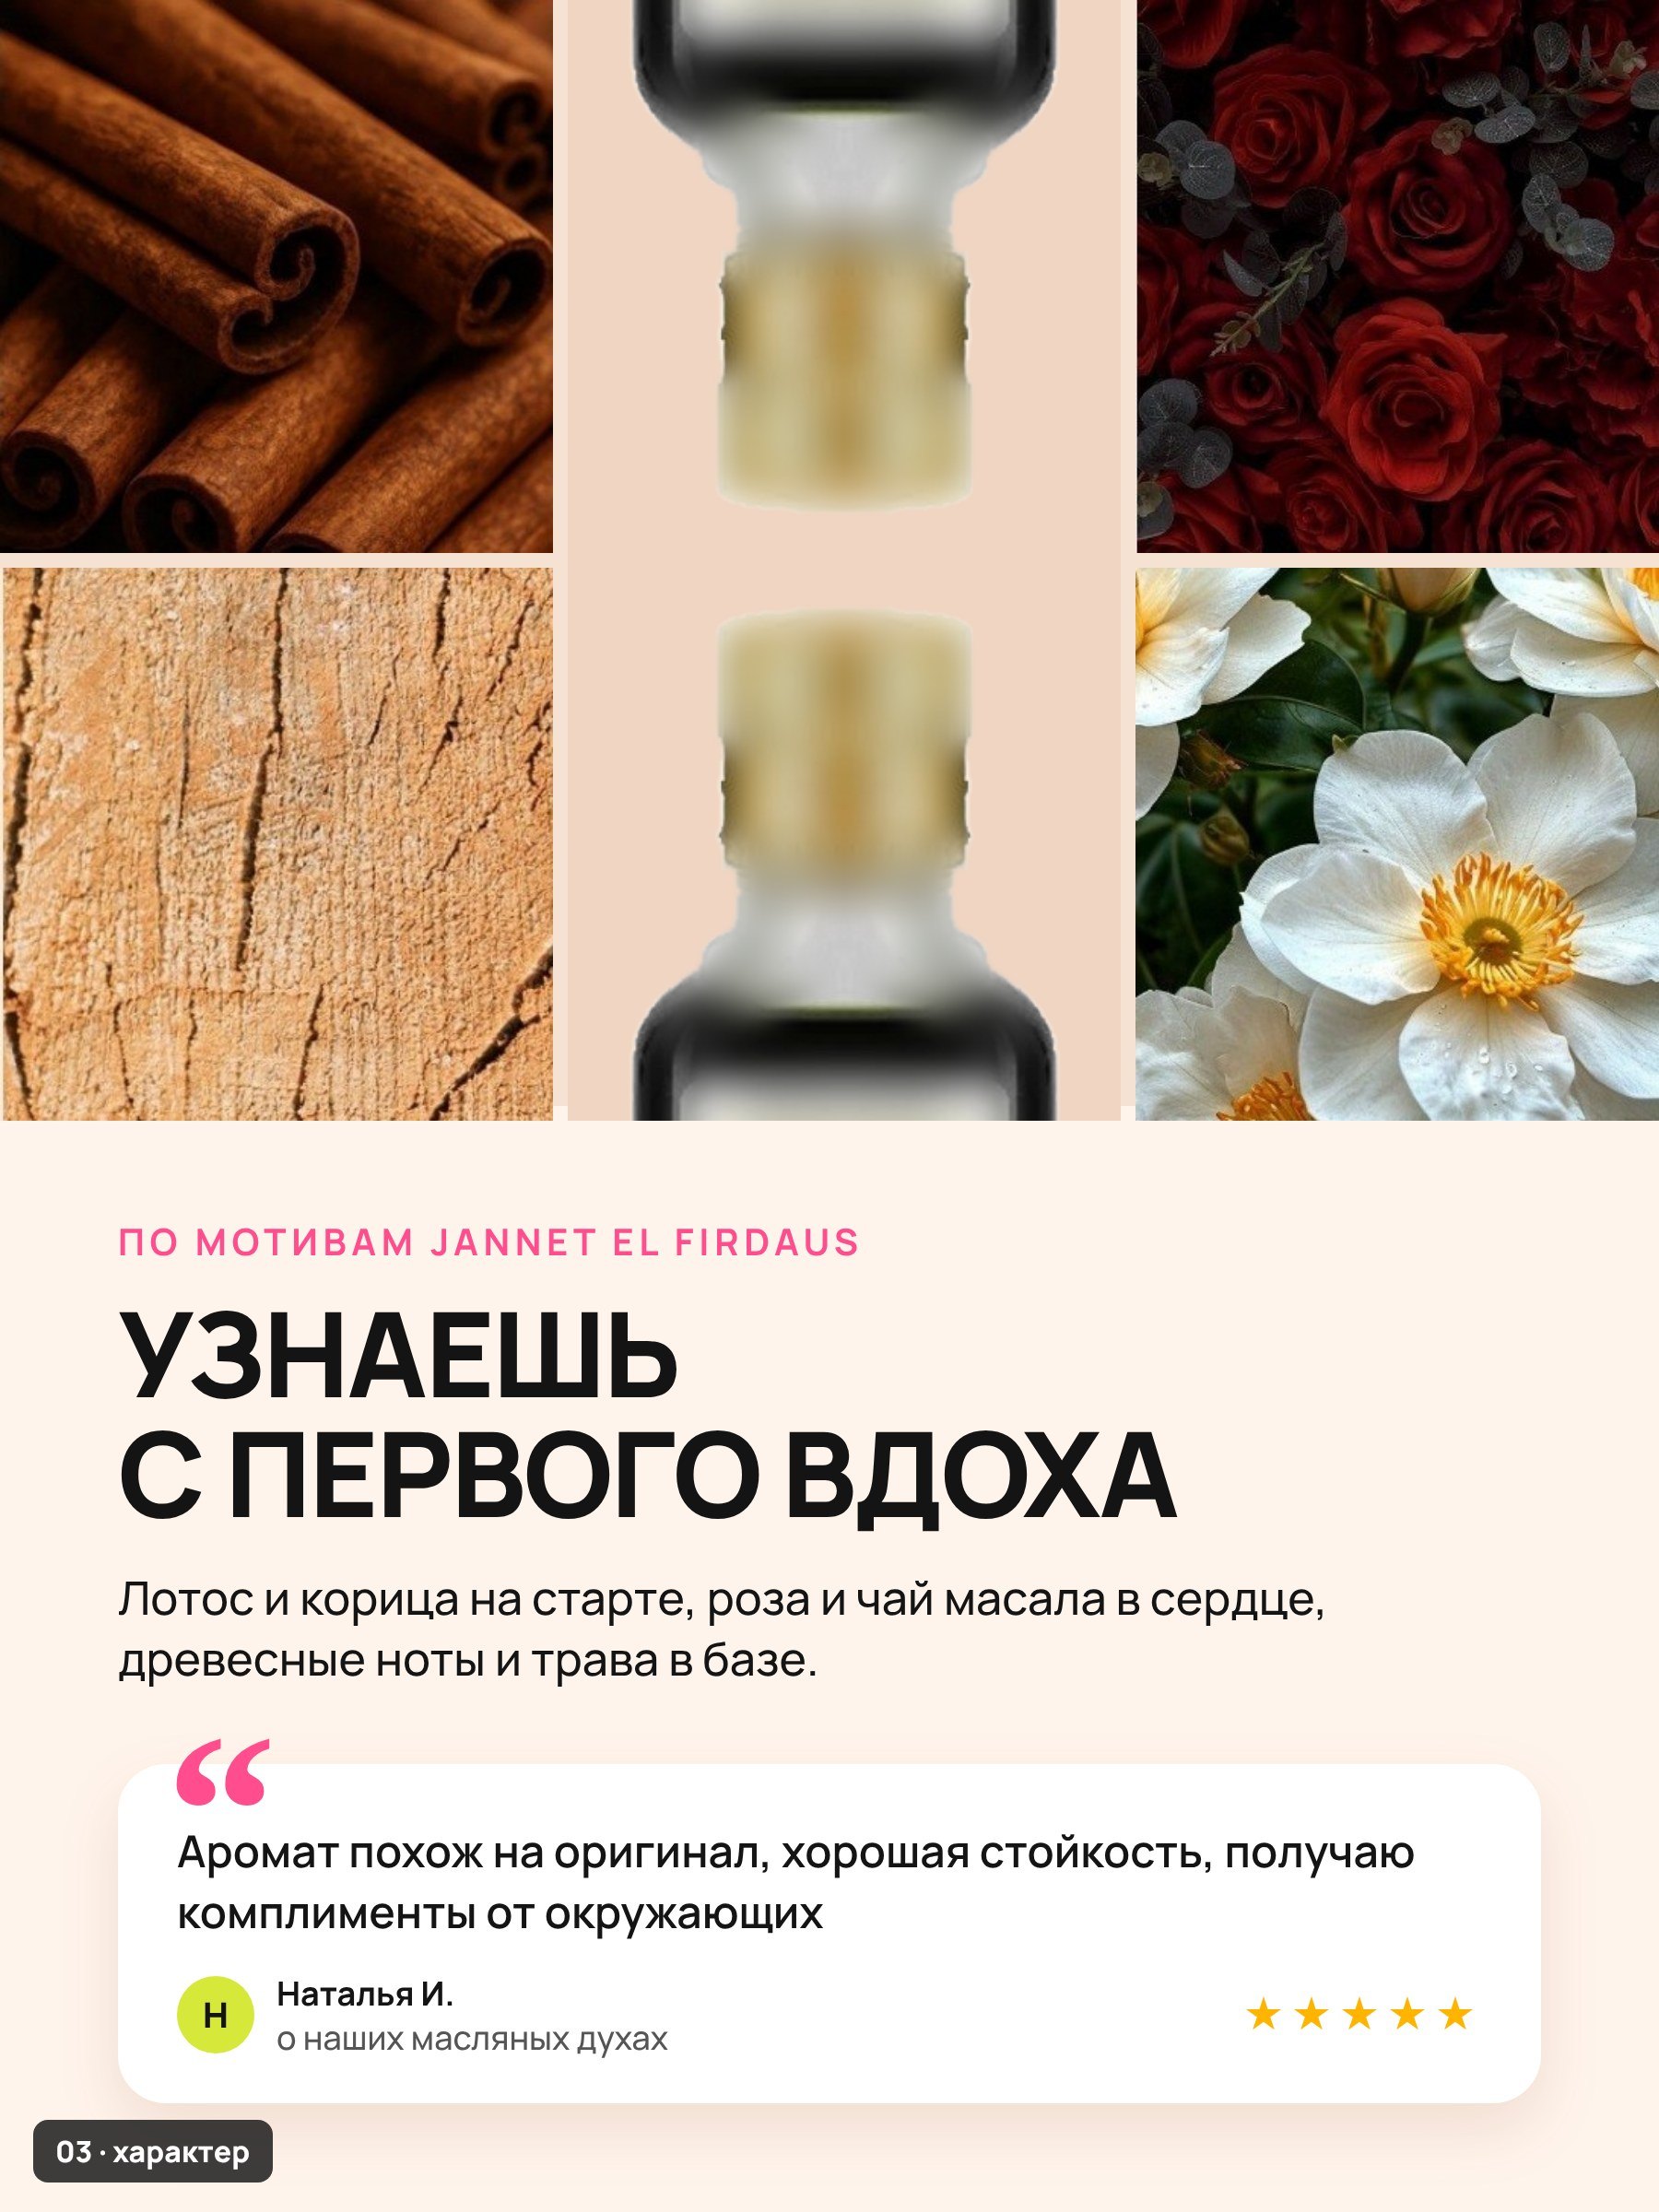 ПО МОТИВАМ JANNET EL FIRDAUS
УЗНАЕШЬ
С ПЕРВОГО ВДОХА
Лотос и корица на старте, роза и чай масала в сердце,
древесные ноты и трава в базе.
“
Аромат похож на оригинал, хорошая стойкость, получаю
комплименты от окружающих
Н
Наталья И.
о наших масляных духах
★★★★★
03 · характер